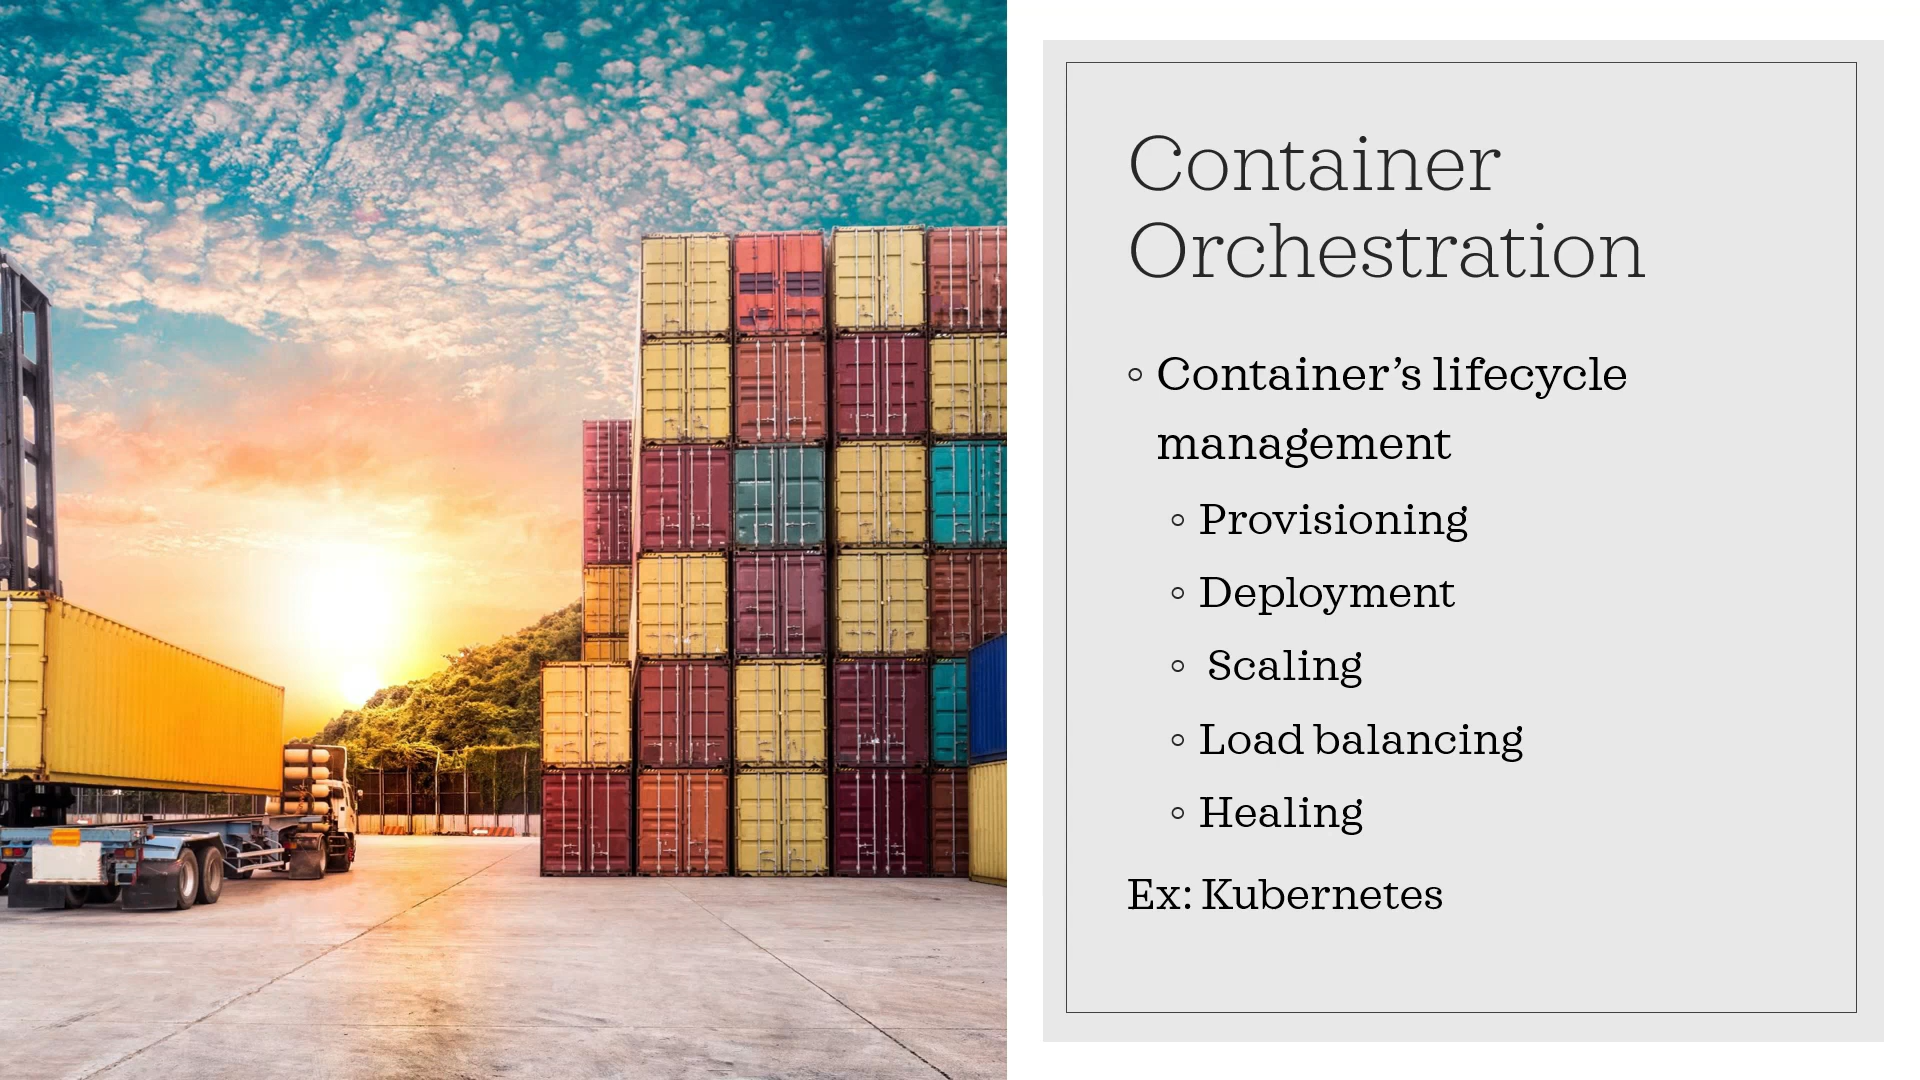 Container
Orchestration
◦ Container’s lifecycle
management
◦ Provisioning
◦ Deployment
◦ Scaling
◦ Load balancing
◦ Healing
Ex: Kubernetes